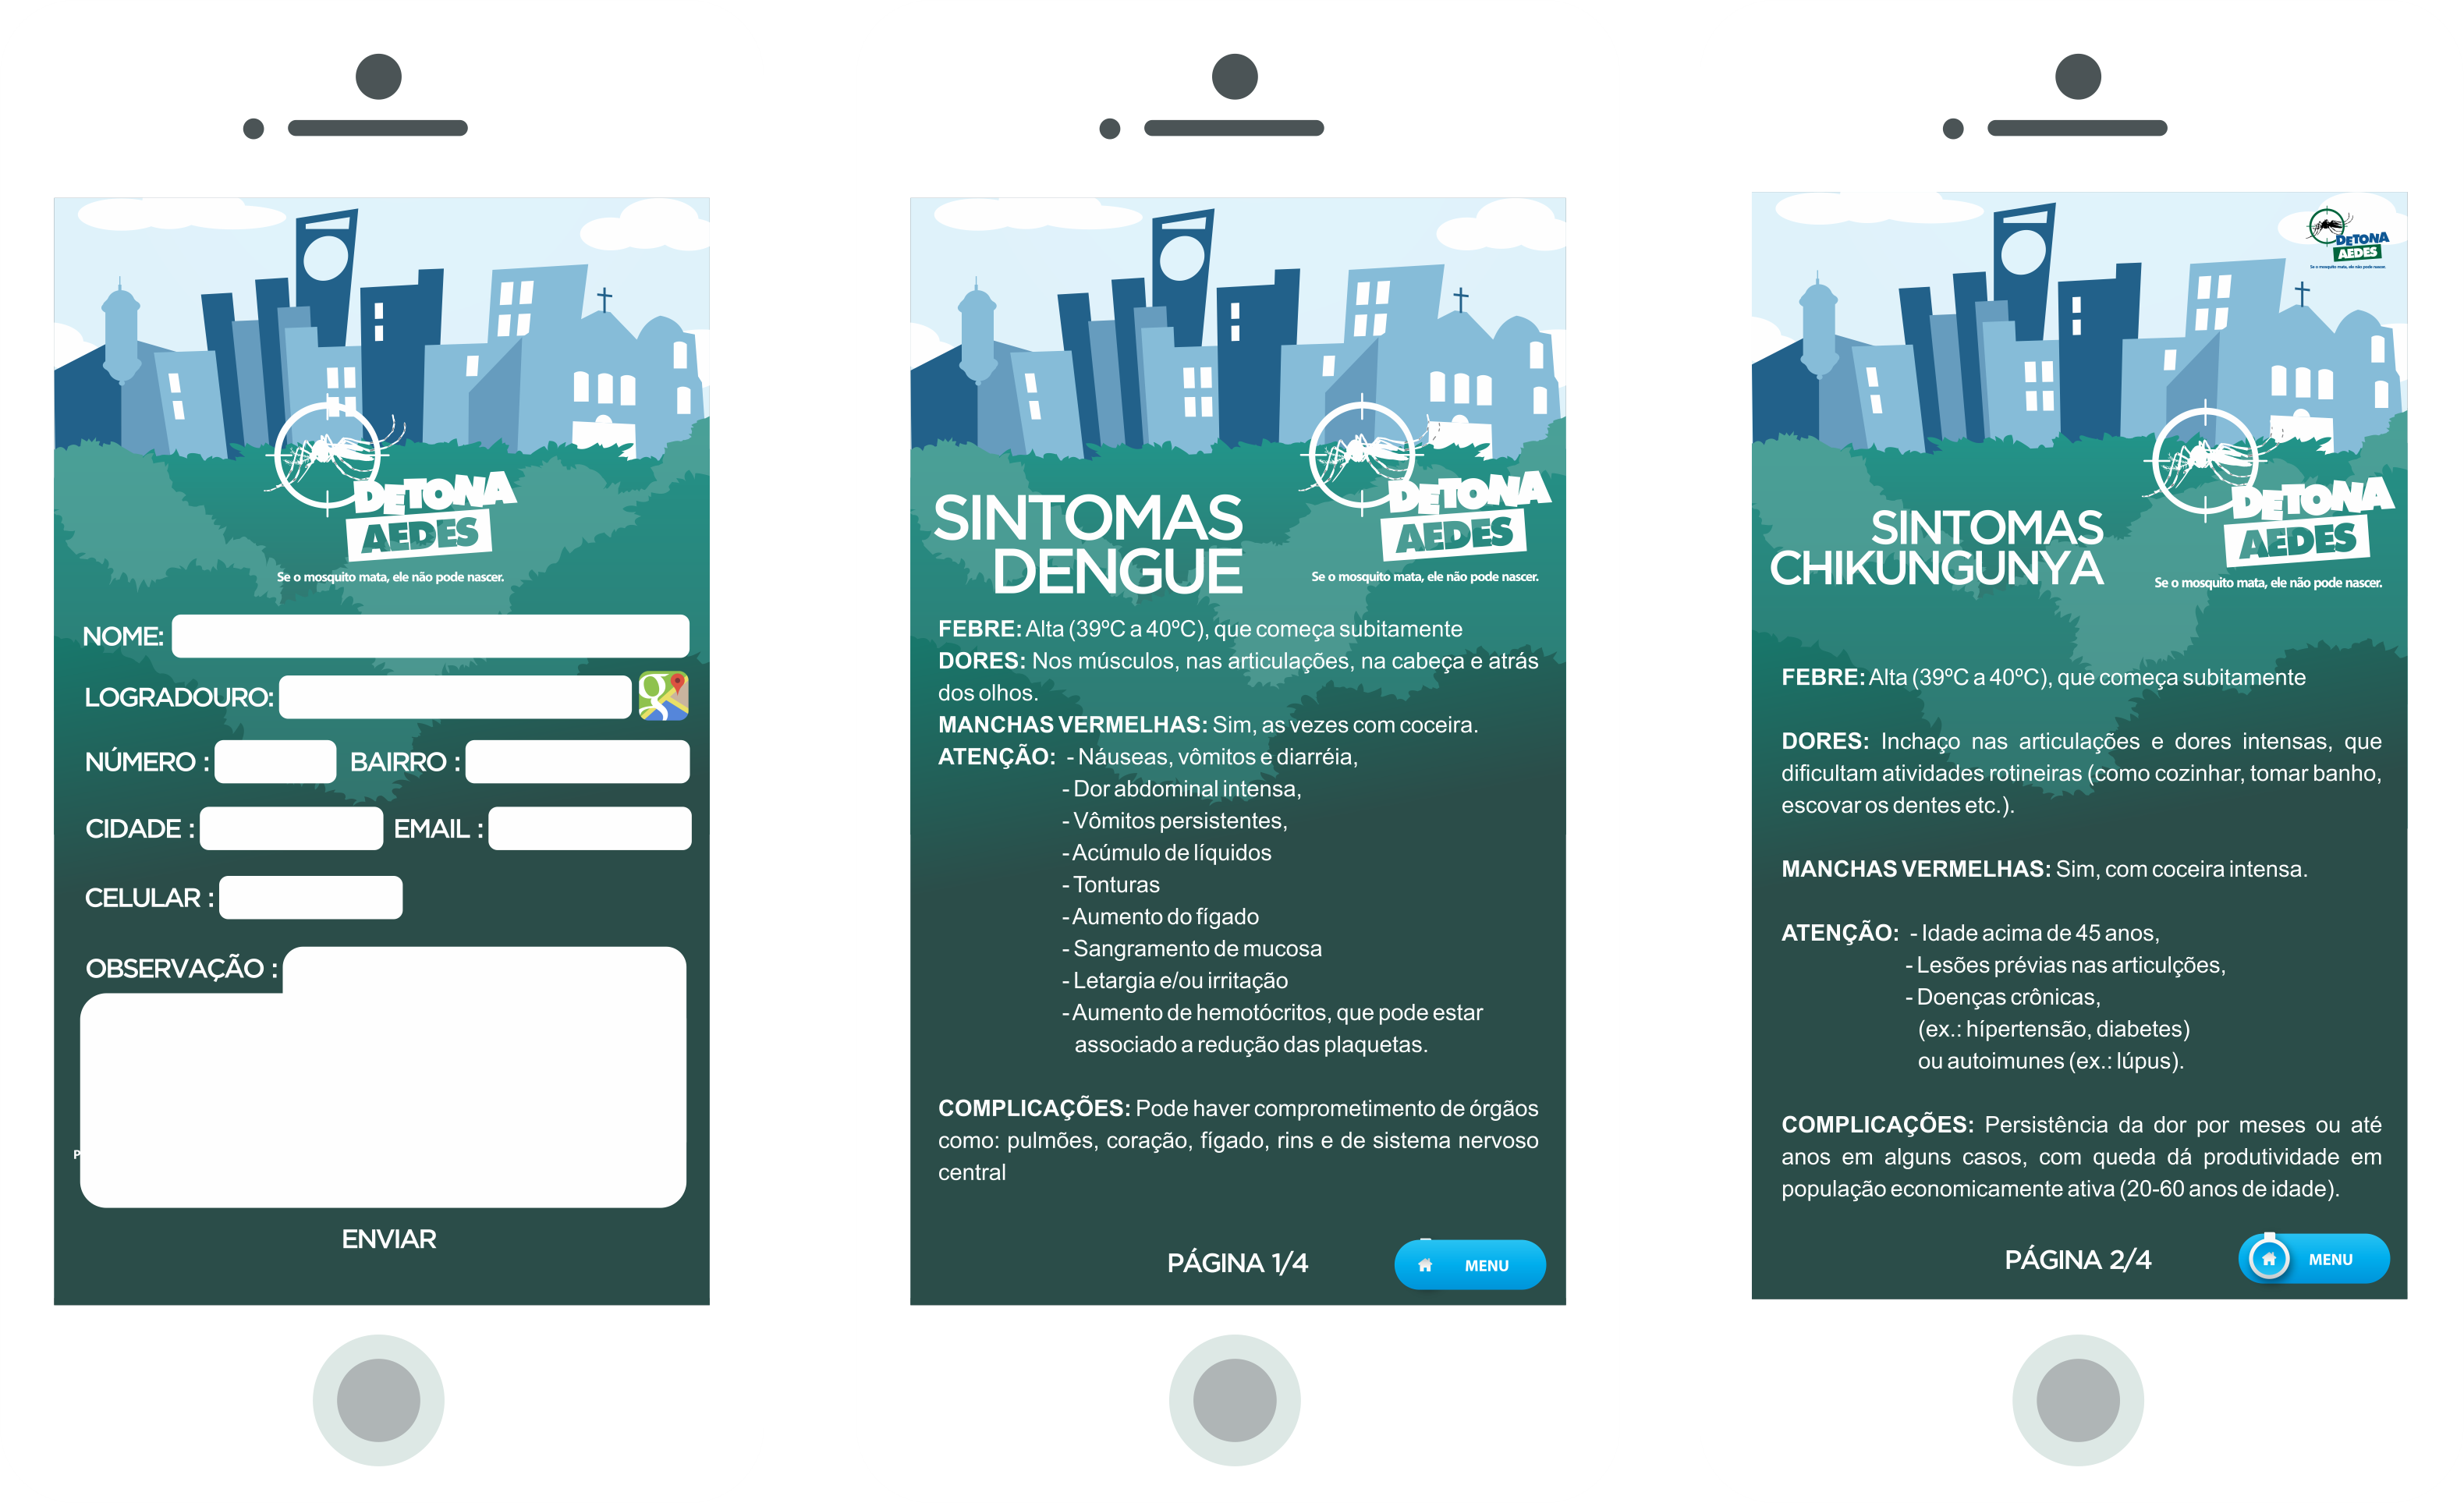 DETONA
AEDES
Se o mosquito mata, ele não pode nascer.
NOME:
LOGRADOURO:
NÚMERO : BAIRRO :
CIDADE : EMAIL :
CELULAR :
OBSERVAÇÃO :
P
ENVIAR
SINTOMAS
DENGUE
DETONA
AEDES
Se o mosquito mata, ele não pode nascer.
FEBRE: Alta (39ºC a 40ºC), que começa subitamente
DORES: Nos músculos, nas articulações, na cabeça e atrás
dos olhos.
MANCHAS VERMELHAS: Sim, as vezes com coceira.
ATENÇÃO: - Náuseas, vômitos e diarréia,
- Dor abdominal intensa,
- Vômitos persistentes,
- Acúmulo de líquidos
- Tonturas
- Aumento do fígado
- Sangramento de mucosa
- Letargia e/ou irritação
- Aumento de hemotócritos, que pode estar
associado a redução das plaquetas.
COMPLICAÇÕES: Pode haver comprometimento de órgãos
como: pulmões, coração, fígado, rins e de sistema nervoso
central
PÁGINA 1/4
MENU
DETONA
AEDES
Se o mosquito mata, ele não pode nascer.
SINTOMAS
CHIKUNGUNYA
DETONA
AEDES
Se o mosquito mata, ele não pode nascer.
FEBRE: Alta (39ºC a 40ºC), que começa subitamente
DORES: Inchaço nas articulações e dores intensas, que
dificultam atividades rotineiras (como cozinhar, tomar banho,
escovar os dentes etc.).
MANCHAS VERMELHAS: Sim, com coceira intensa.
ATENÇÃO: - Idade acima de 45 anos,
- Lesões prévias nas articulções,
- Doenças crônicas,
(ex.: hípertensão, diabetes)
ou autoimunes (ex.: lúpus).
COMPLICAÇÕES: Persistência da dor por meses ou até
anos em alguns casos, com queda dá produtividade em
população economicamente ativa (20-60 anos de idade).
PÁGINA 2/4
MENU